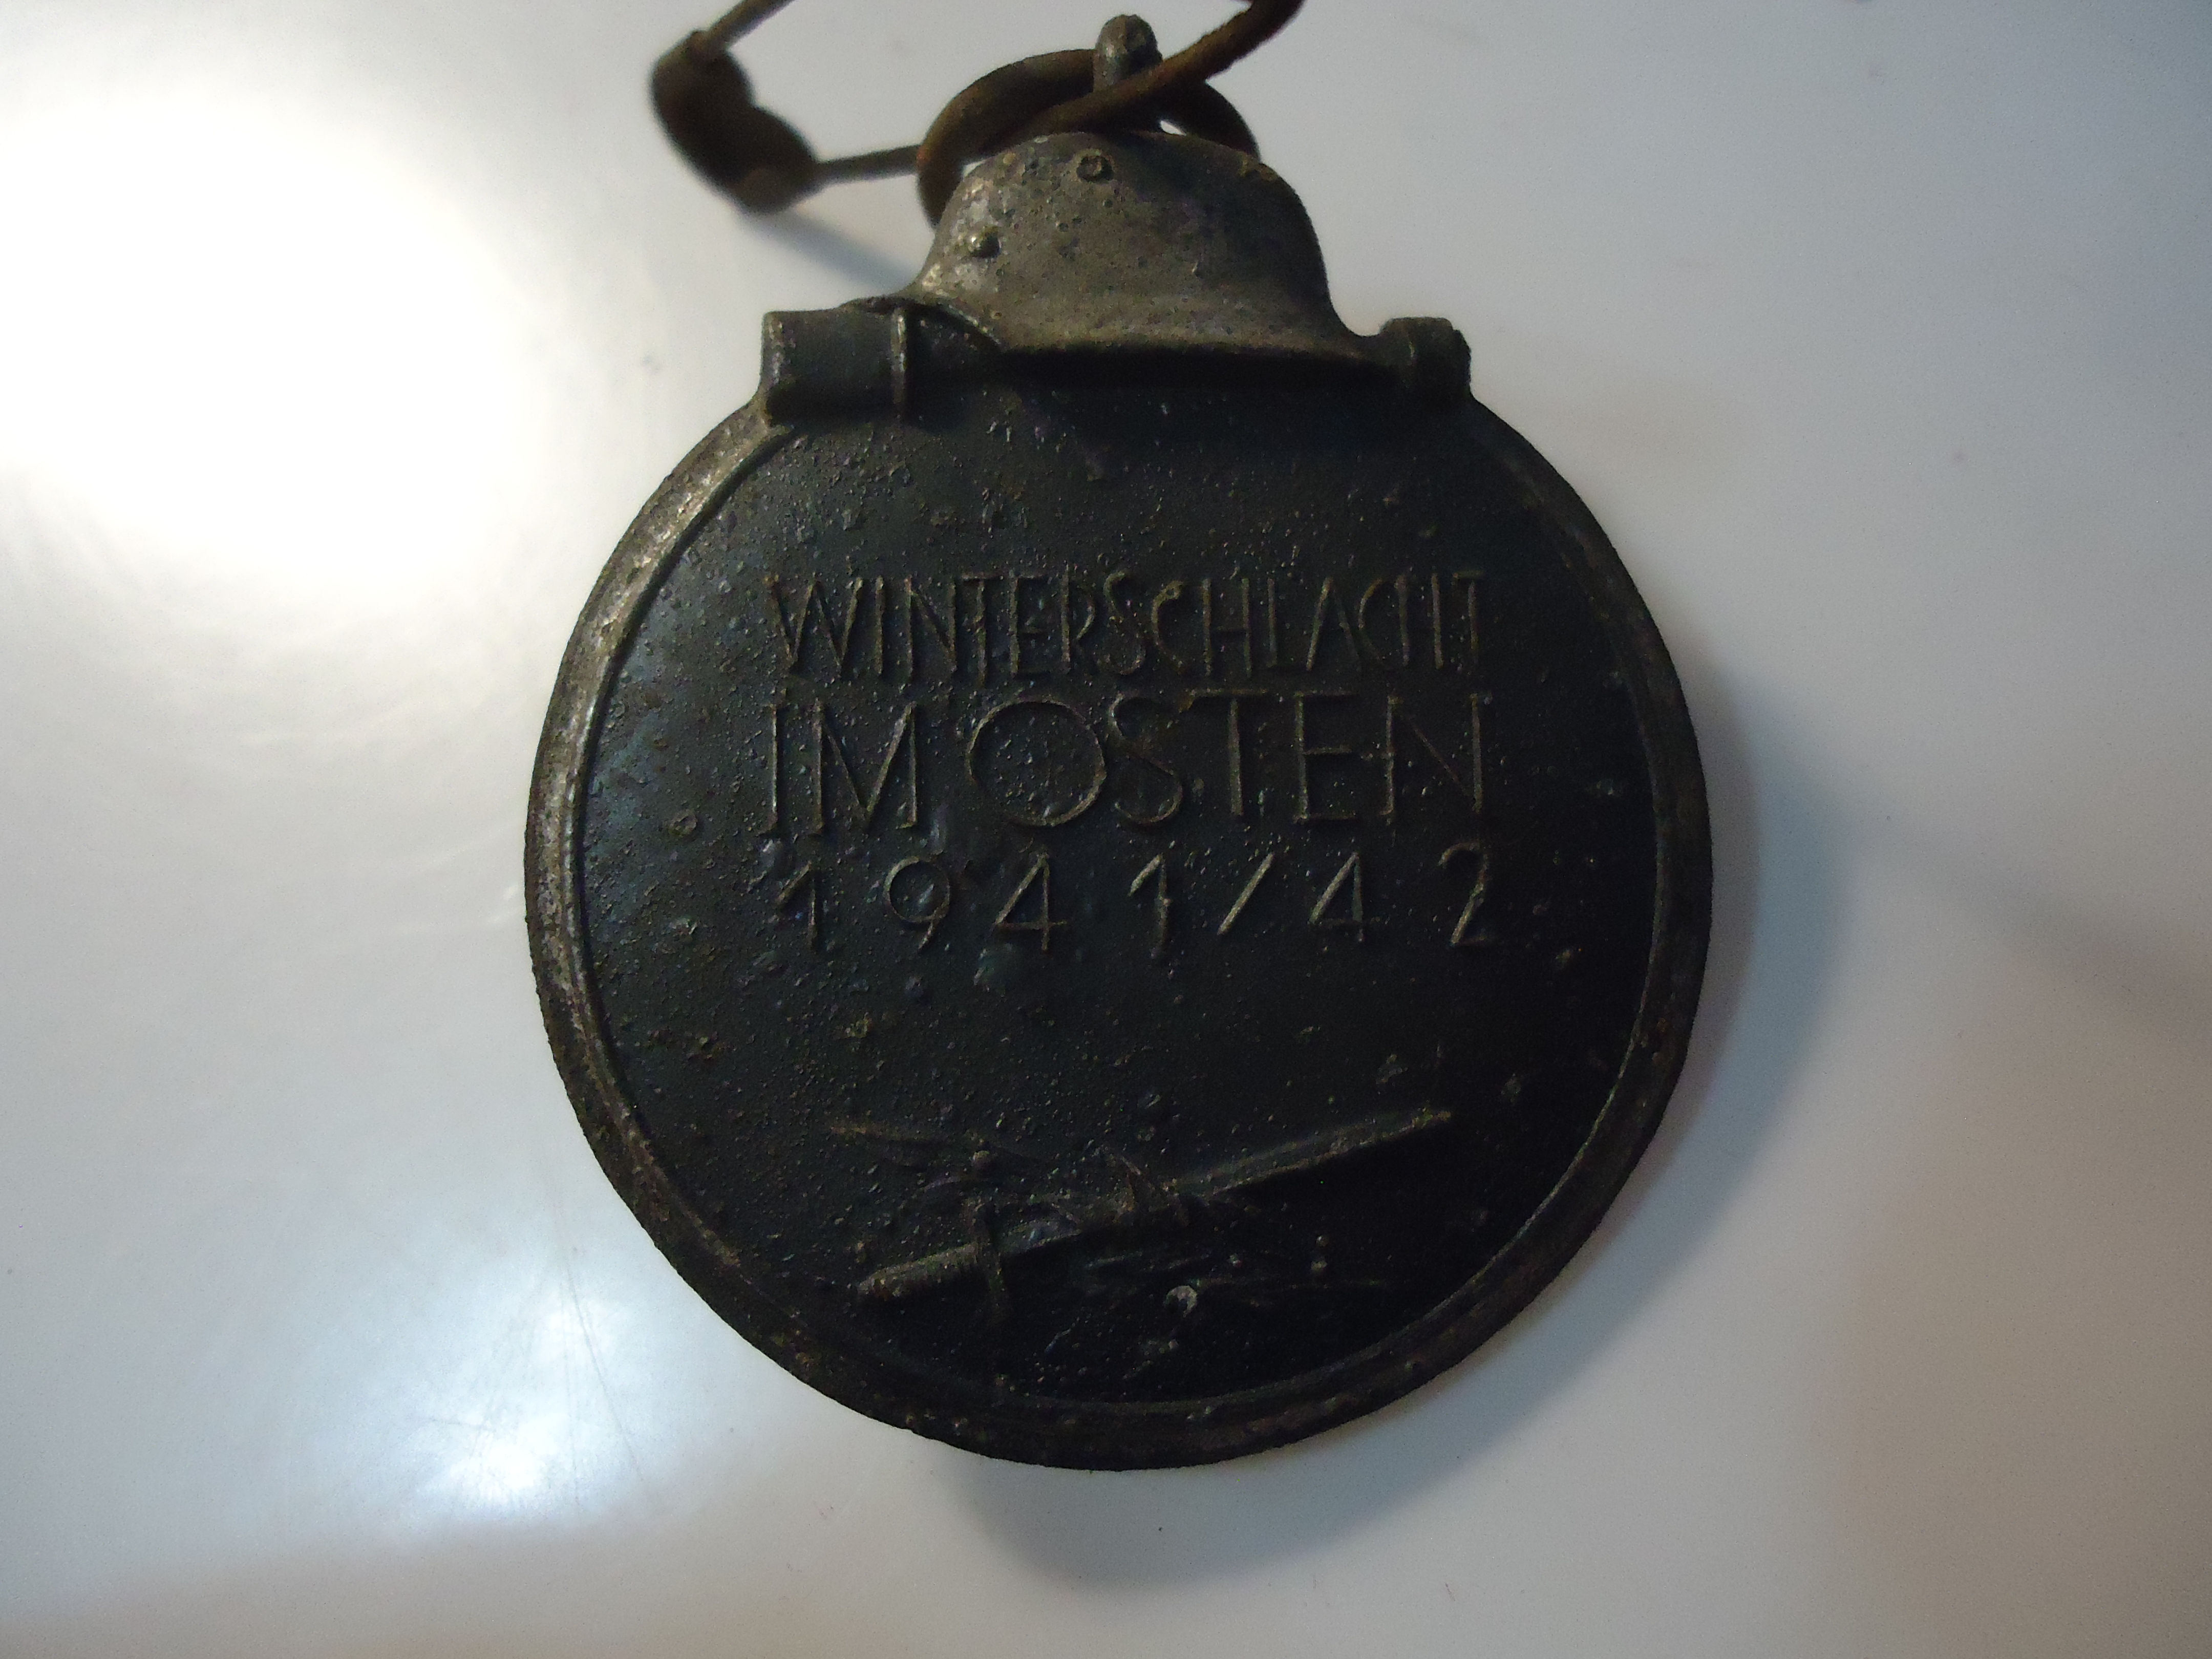 WINTERSCHLACHT
IM OSTEN
1941/42